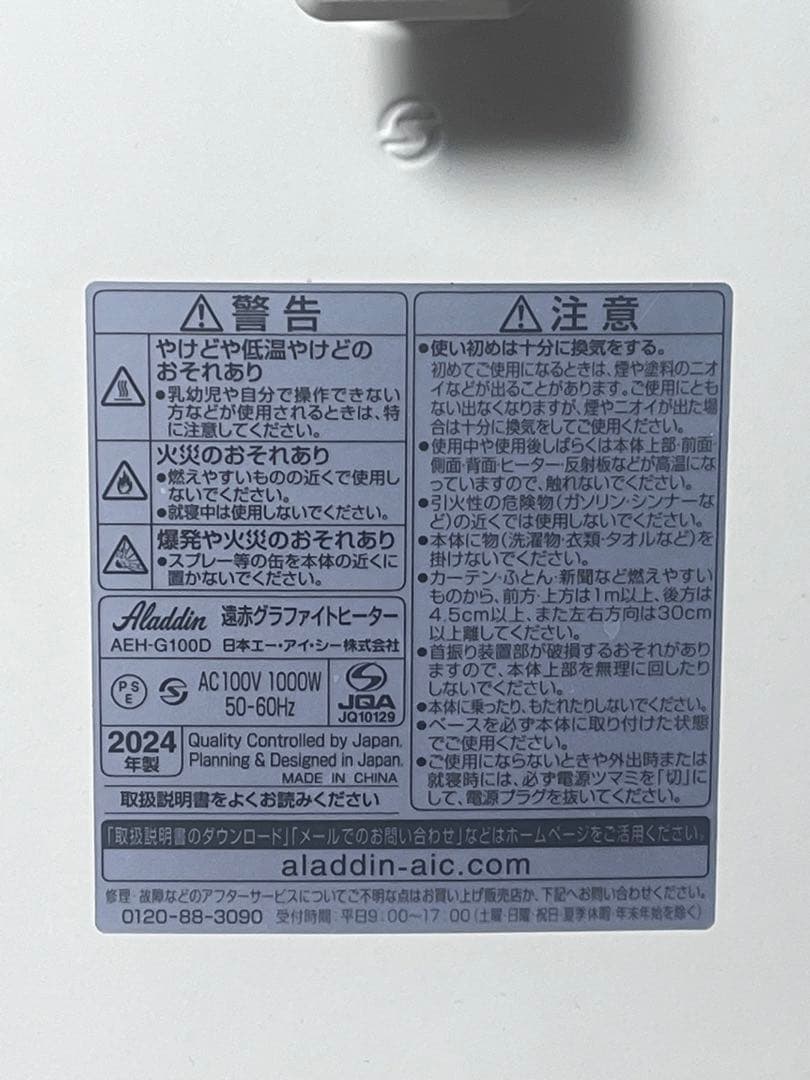 警告
やけどや低温やけどの
おそれあり
●乳幼児や自分で操作できない
方などが使用されるときは、特
に注意してください。
火災のおそれあり
●燃えやすいものの近くで使用し
ないでください。
●就寝中は使用しないでください。
爆発や火災のおそれあり
●スプレー等の缶を本体の近くに
置かないでください。
Aladdin 遠赤グラファイトヒーター
AEH-G100D 日本エー・アイ・シー株式会社
PSE S AC100V 1000W
50-60Hz
JQA
JQ10129
2024
年製
Quality Controlled by Japan.
Planning & Designed in Japan.
MADE IN CHINA
取扱説明書をよくお読みください
注意
●使い初めは十分に換気をする。
初めてご使用になるときは、煙や塗料のニオ
イなどが出ることがあります。ご使用にとも
ない出なくなりますが、煙やニオイが出た場
合は十分に換気をしてご使用ください。
●使用中や使用後しばらくは本体上部・前面・
側面・背面・ヒーター・反射板などが高温にな
っていますので、触れないでください。
●引火性の危険物(ガソリン・シンナーな
ど)の近くでは使用しないでください。
●本体に物(洗濯物・衣類・タオルなど)を
掛けないでください。
●カーテン・ふとん・新聞など燃えやすい
ものから、前方・上方は1m以上、後方は
4.5cm以上、また左右方向は30cm
以上離してください。
●首振り装置部が破損するおそれがあり
ますので、本体上部を無理に回したり
しないでください。
●本体に乗ったり、もたれたりしないでください。
●ベースを必ず本体に取り付けた状態
でご使用ください。
●ご使用にならないときや外出時または
就寝時には、必ず電源ツマミを「切」に
して、電源プラグを抜いてください。
「取扱説明書のダウンロード」「メールでのお問い合わせ」などはホームページをご活用ください。
aladdin-aic.com
修理・故障などのアフターサービスについてご不明な点はお買い上げ販売店か、下記へお問い合わせください。
0120-88-3090 受付時間:平日9:00〜17:00(土曜・日曜・祝日・夏季休暇・年末年始を除く)